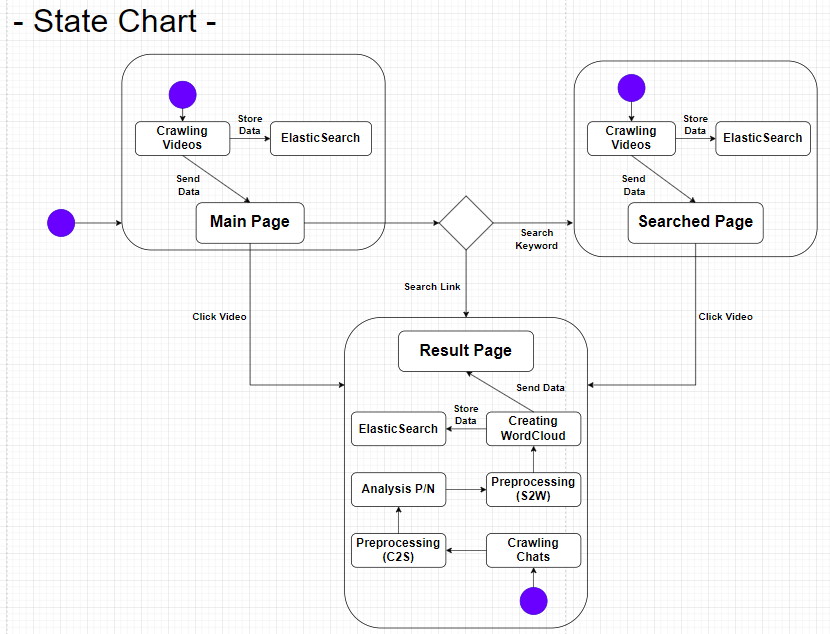 - State Chart -
Crawling
Videos
Store
Data
ElasticSearch
Send
Data
Main Page
Crawling
Videos
Store
Data
ElasticSearch
Send
Data
Searched Page
Search
Keyword
Search Link
Click Video
Click Video
Result Page
Send Data
ElasticSearch
Store
Data
Creating
WordCloud
Analysis P/N
Preprocessing
(S2W)
Preprocessing
(C2S)
Crawling
Chats